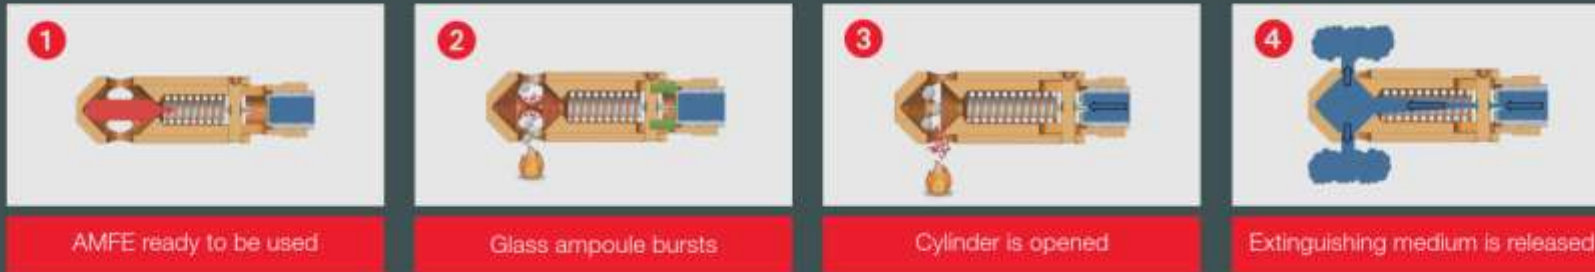 1
AMFE ready to be used
2
Glass ampoule bursts
3
Cylinder is opened
4
Extinguishing medium is released